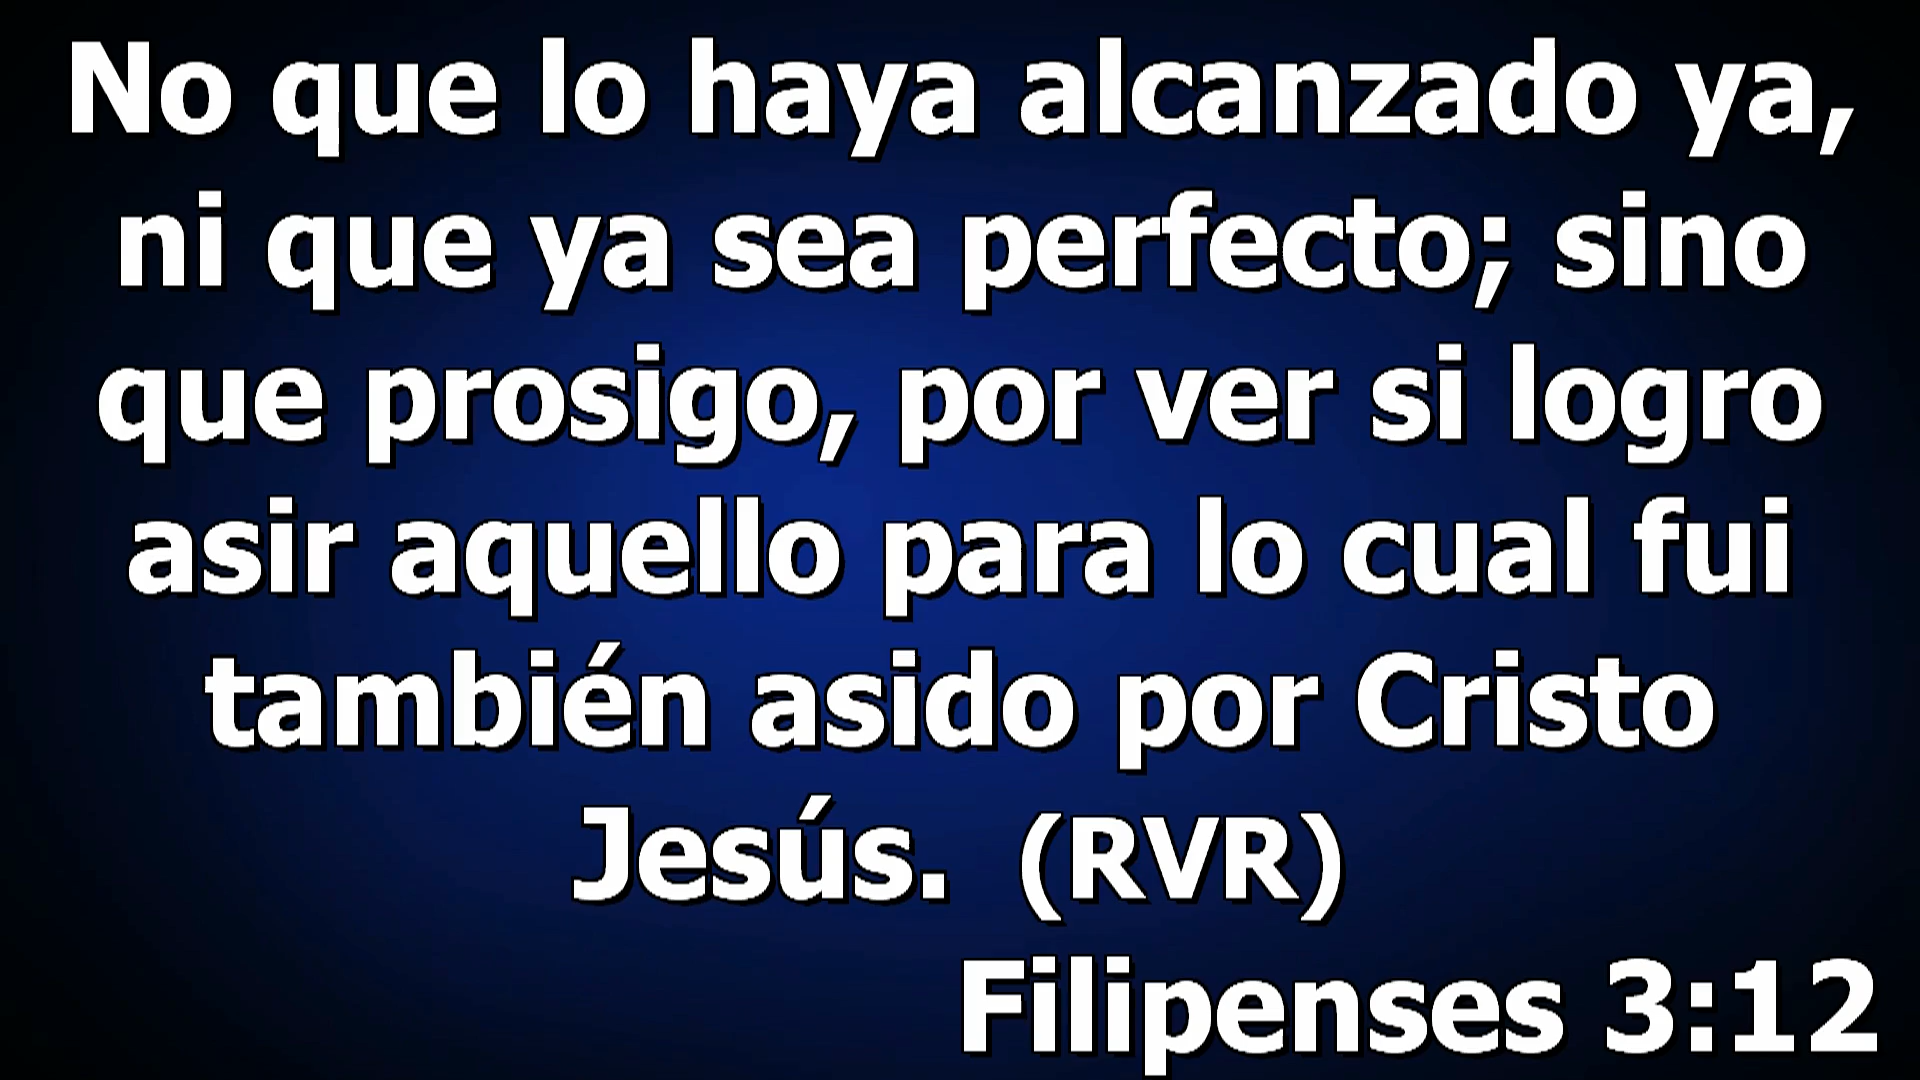 No que lo haya alcanzado ya,
ni que ya sea perfecto; sino
que prosigo, por ver si logro
asir aquello para lo cual fui
también asido por Cristo
Jesús.  (RVR)
Filipenses 3:12